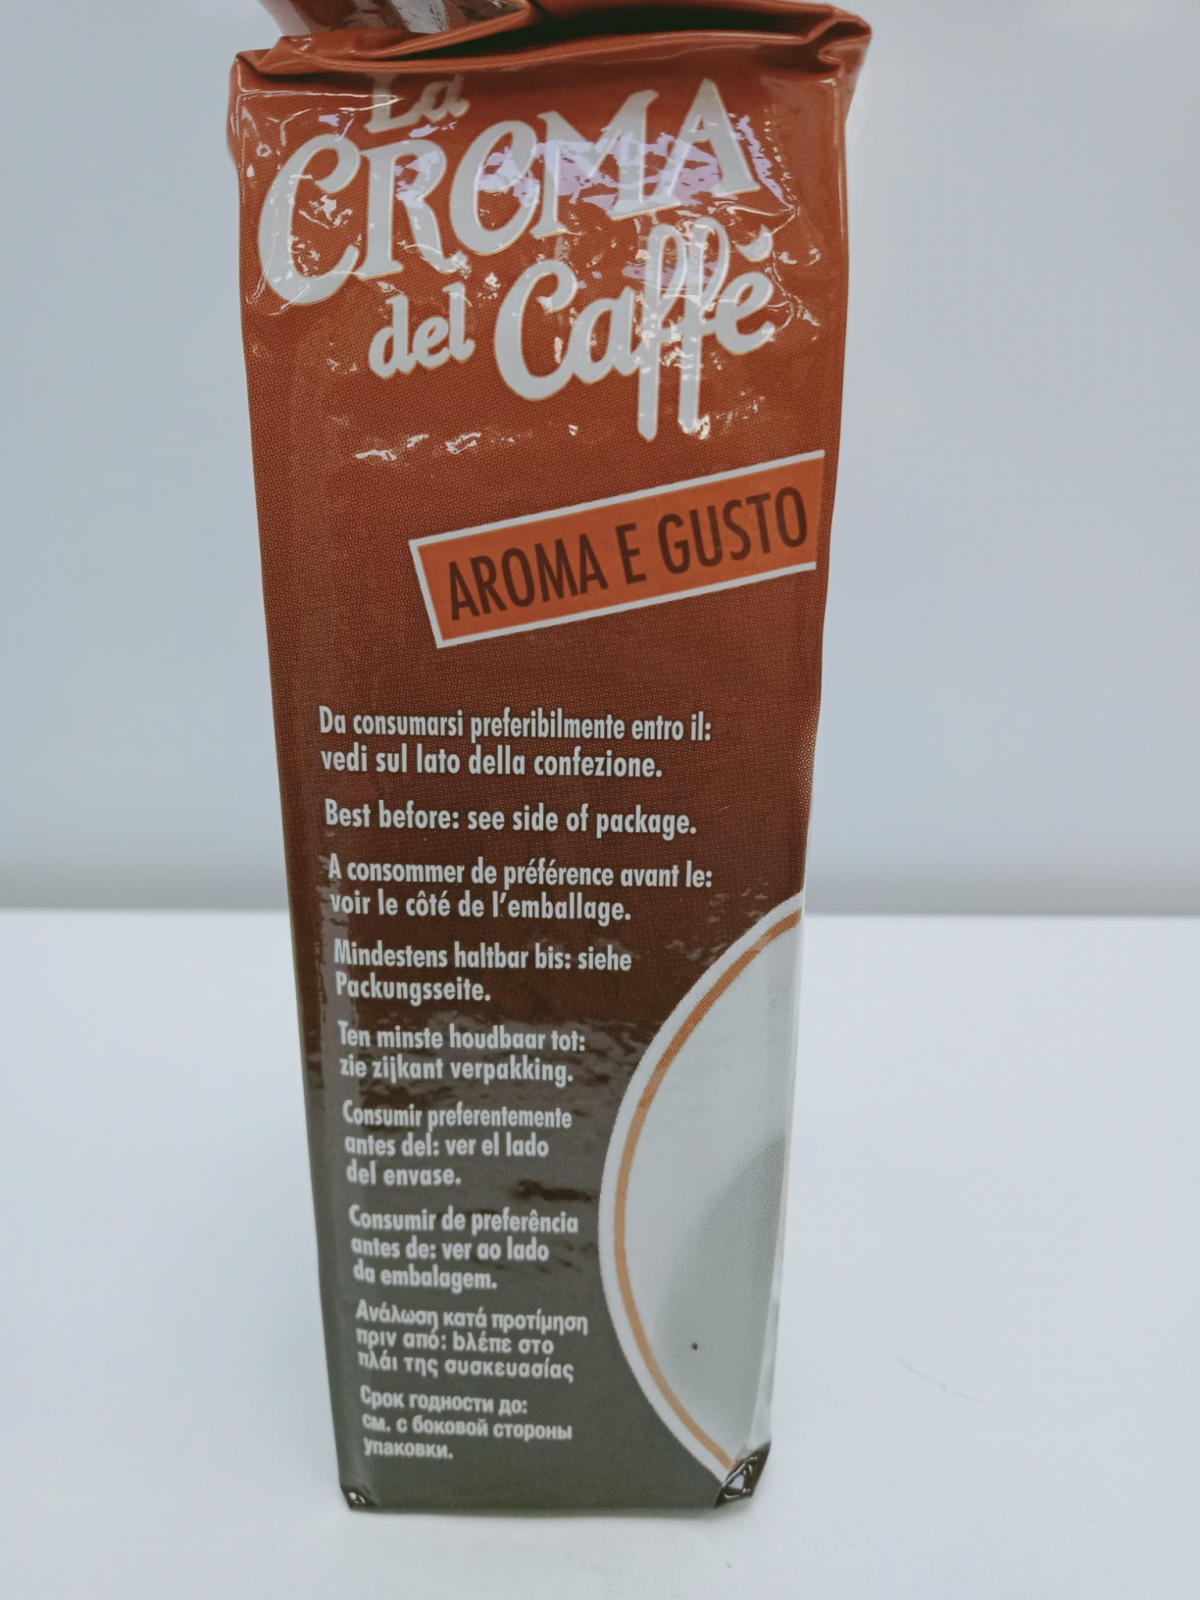 La
CREMA
del Caffè
AROMA E GUSTO
Da consumarsi preferibilmente entro il:
vedi sul lato della confezione.
Best before: see side of package.
A consommer de préférence avant le:
voir le côté de l'emballage.
Mindestens haltbar bis: siehe
Packungsseite.
Ten minste houdbaar tot:
zie zijkant verpakking.
Consumir preferentemente
antes del: ver el lado
del envase.
Consumir de preferência
antes de: ver ao lado
da embalagem.
Ανάλωση κατά προτίμηση
πριν από: bλέπε στο
πλάι της συσκευασίας
Срок годности до:
см. с боковой стороны
упаковки.